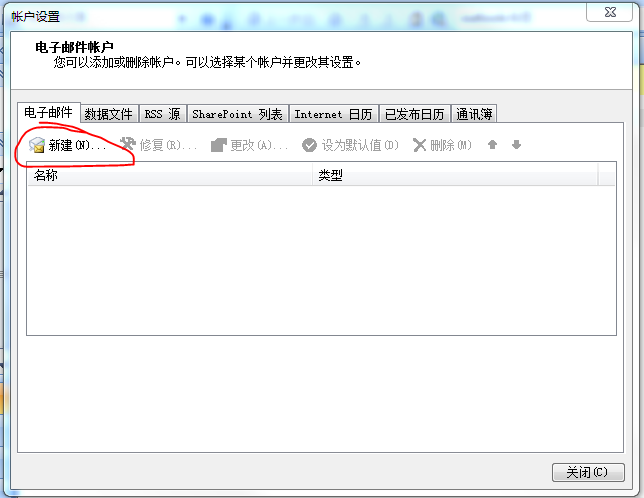 帐户设置
电子邮件帐户
您可以添加或删除帐户。可以选择某个帐户并更改其设置。
电子邮件 数据文件 RSS 源 SharePoint 列表 Internet 日历 已发布日历 通讯簿
新建(N)... 修复(R)... 更改(A)... 设为默认值(D) 删除(M)
名称 类型
关闭(C)